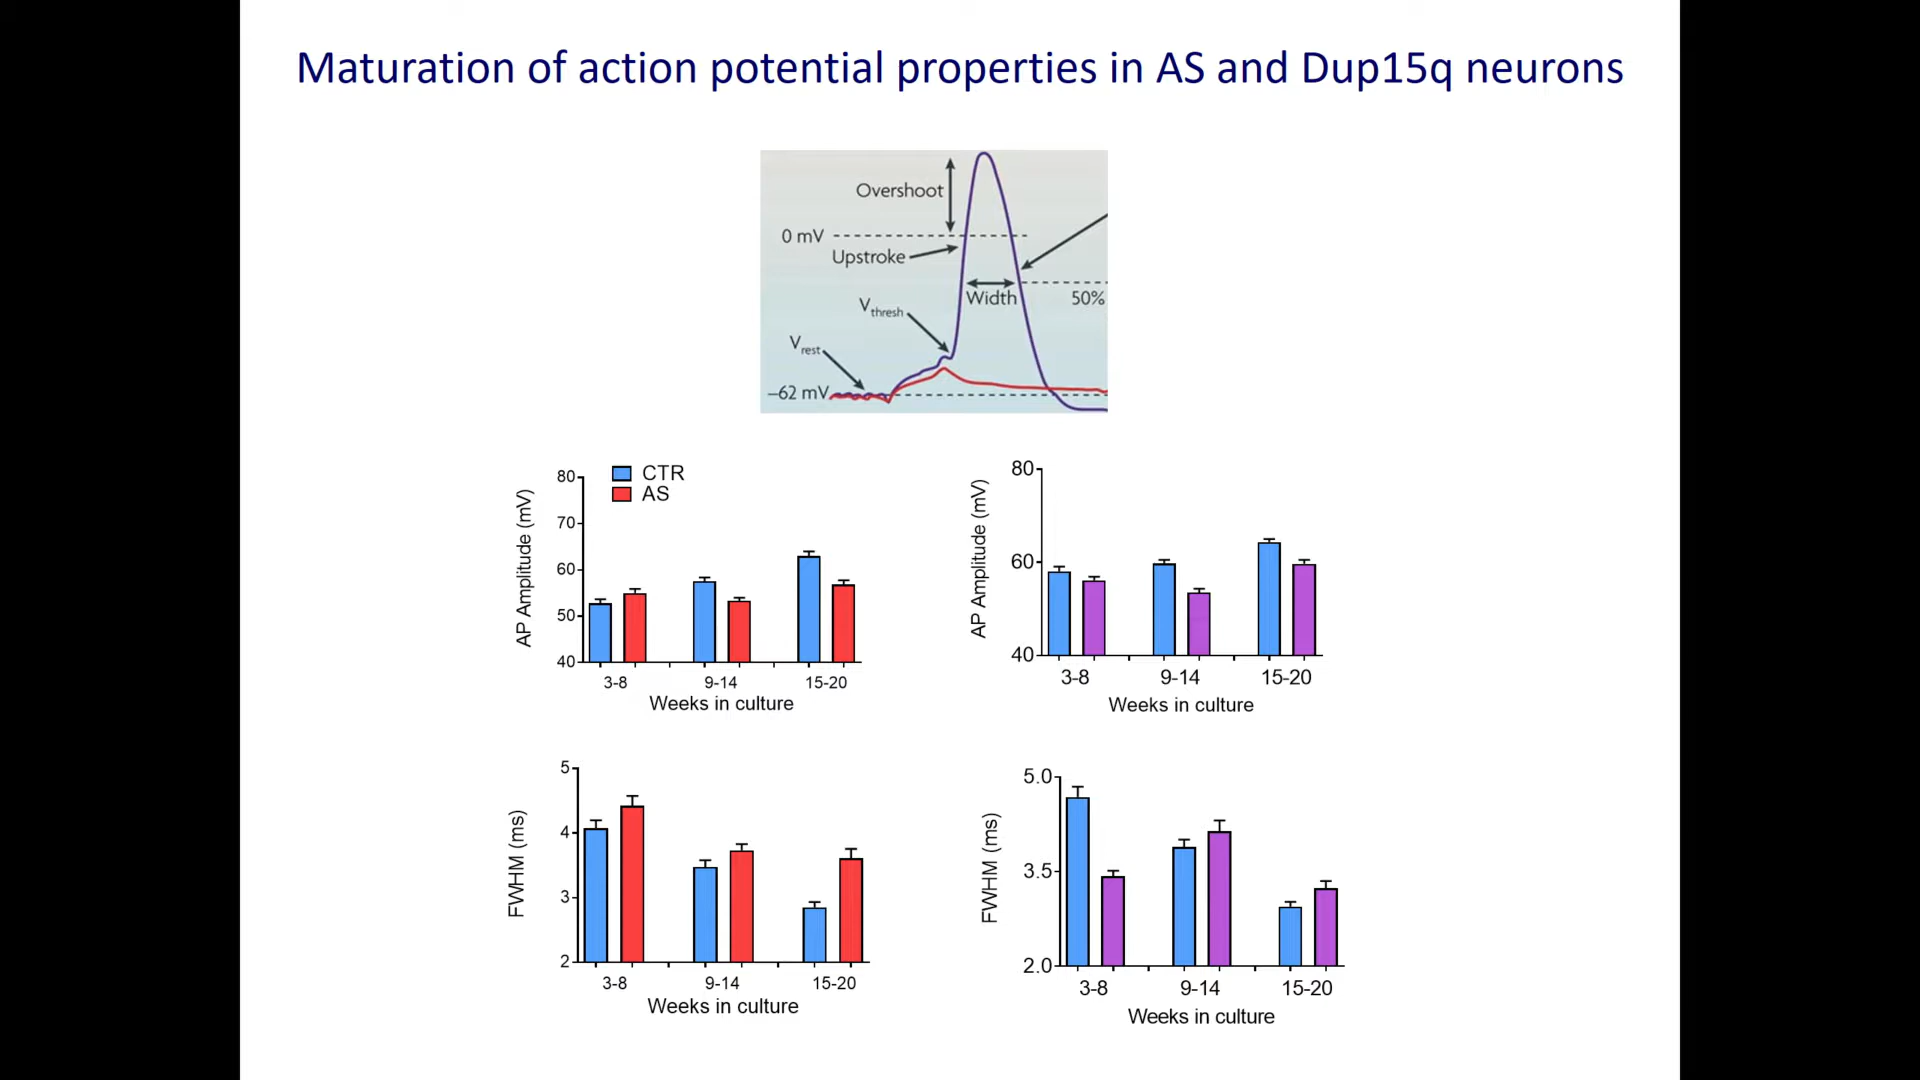 Maturation of action potential properties in AS and Dup15q neurons
Overshoot
0 mV
Upstroke
Width
50%
Vthresh
Vrest
–62 mV
CTR
AS
AP Amplitude (mV)
80
70
60
50
40
3-8
9-14
15-20
Weeks in culture
AP Amplitude (mV)
80
60
40
3-8
9-14
15-20
Weeks in culture
FWHM (ms)
5
4
3
2
3-8
9-14
15-20
Weeks in culture
FWHM (ms)
5.0
3.5
2.0
3-8
9-14
15-20
Weeks in culture